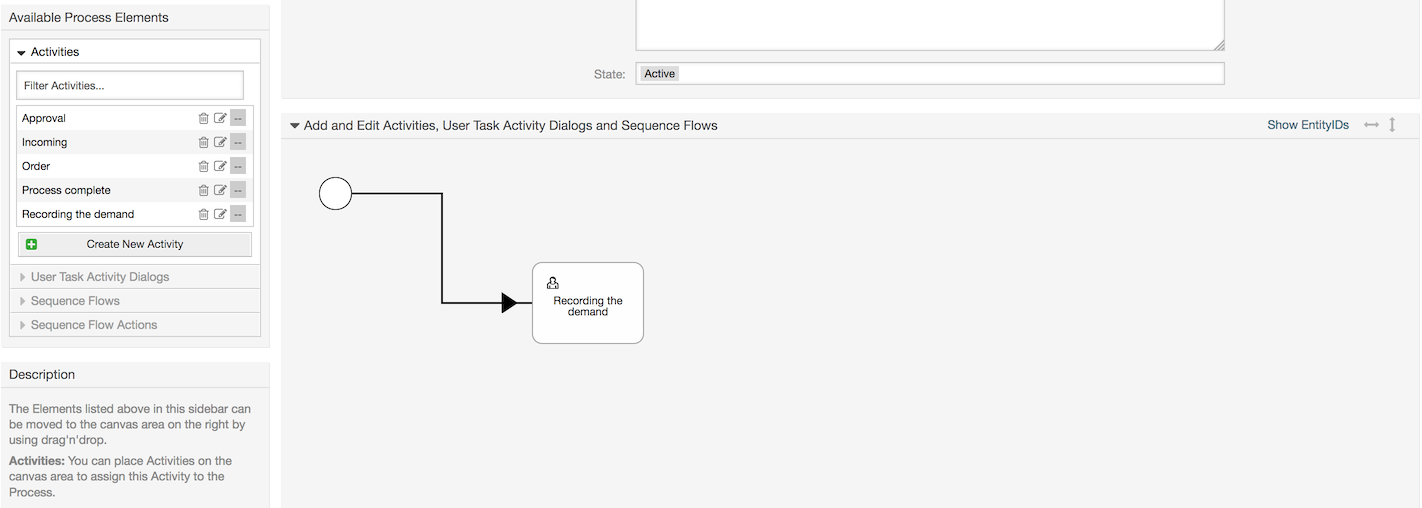 Available Process Elements
Activities
Filter Activities...
Approval --
Incoming --
Order --
Process complete --
Recording the demand --
Create New Activity
User Task Activity Dialogs
Sequence Flows
Sequence Flow Actions
Description
The Elements listed above in this sidebar can
be moved to the canvas area on the right by
using drag'n'drop.
Activities: You can place Activities on the
canvas area to assign this Activity to the
Process.
State: Active
Add and Edit Activities, User Task Activity Dialogs and Sequence Flows
Show EntityIDs
Recording the
demand